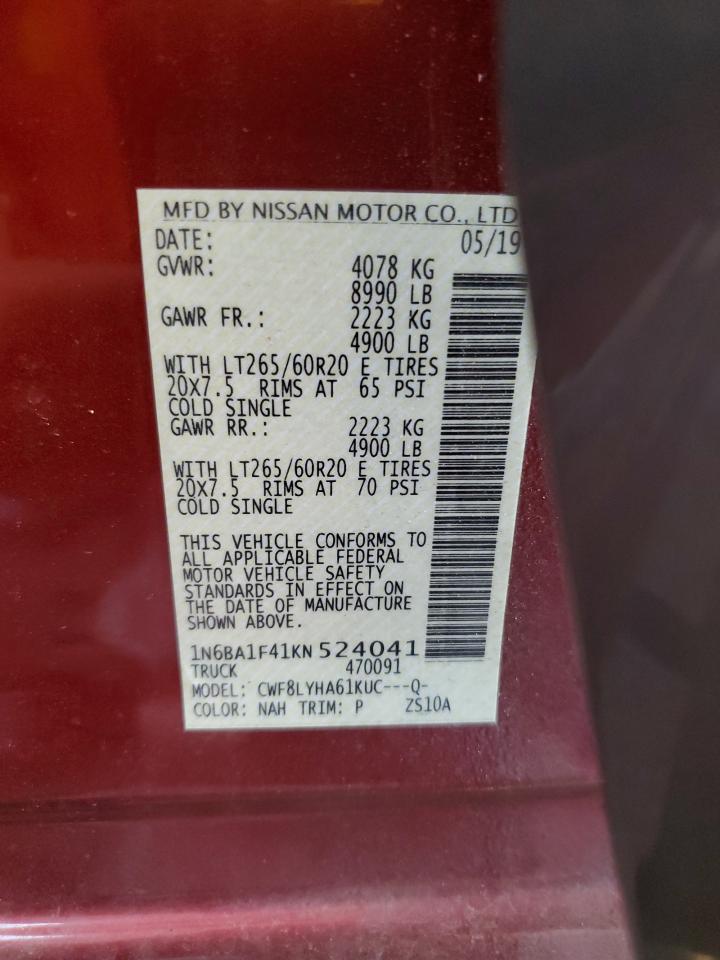 MFD BY NISSAN MOTOR CO., LTD
DATE: 05/19
GVWR: 4078 KG
8990 LB
GAWR FR.: 2223 KG
4900 LB
WITH LT265/60R20 E TIRES
20X7.5 RIMS AT 65 PSI
COLD SINGLE
GAWR RR.: 2223 KG
4900 LB
WITH LT265/60R20 E TIRES
20X7.5 RIMS AT 70 PSI
COLD SINGLE
THIS VEHICLE CONFORMS TO
ALL APPLICABLE FEDERAL
MOTOR VEHICLE SAFETY
STANDARDS IN EFFECT ON
THE DATE OF MANUFACTURE
SHOWN ABOVE.
1N6BA1F41KN524041
TRUCK 470091
MODEL: CWF8LYHA61KUC---Q-
COLOR: NAH TRIM: P ZS10A